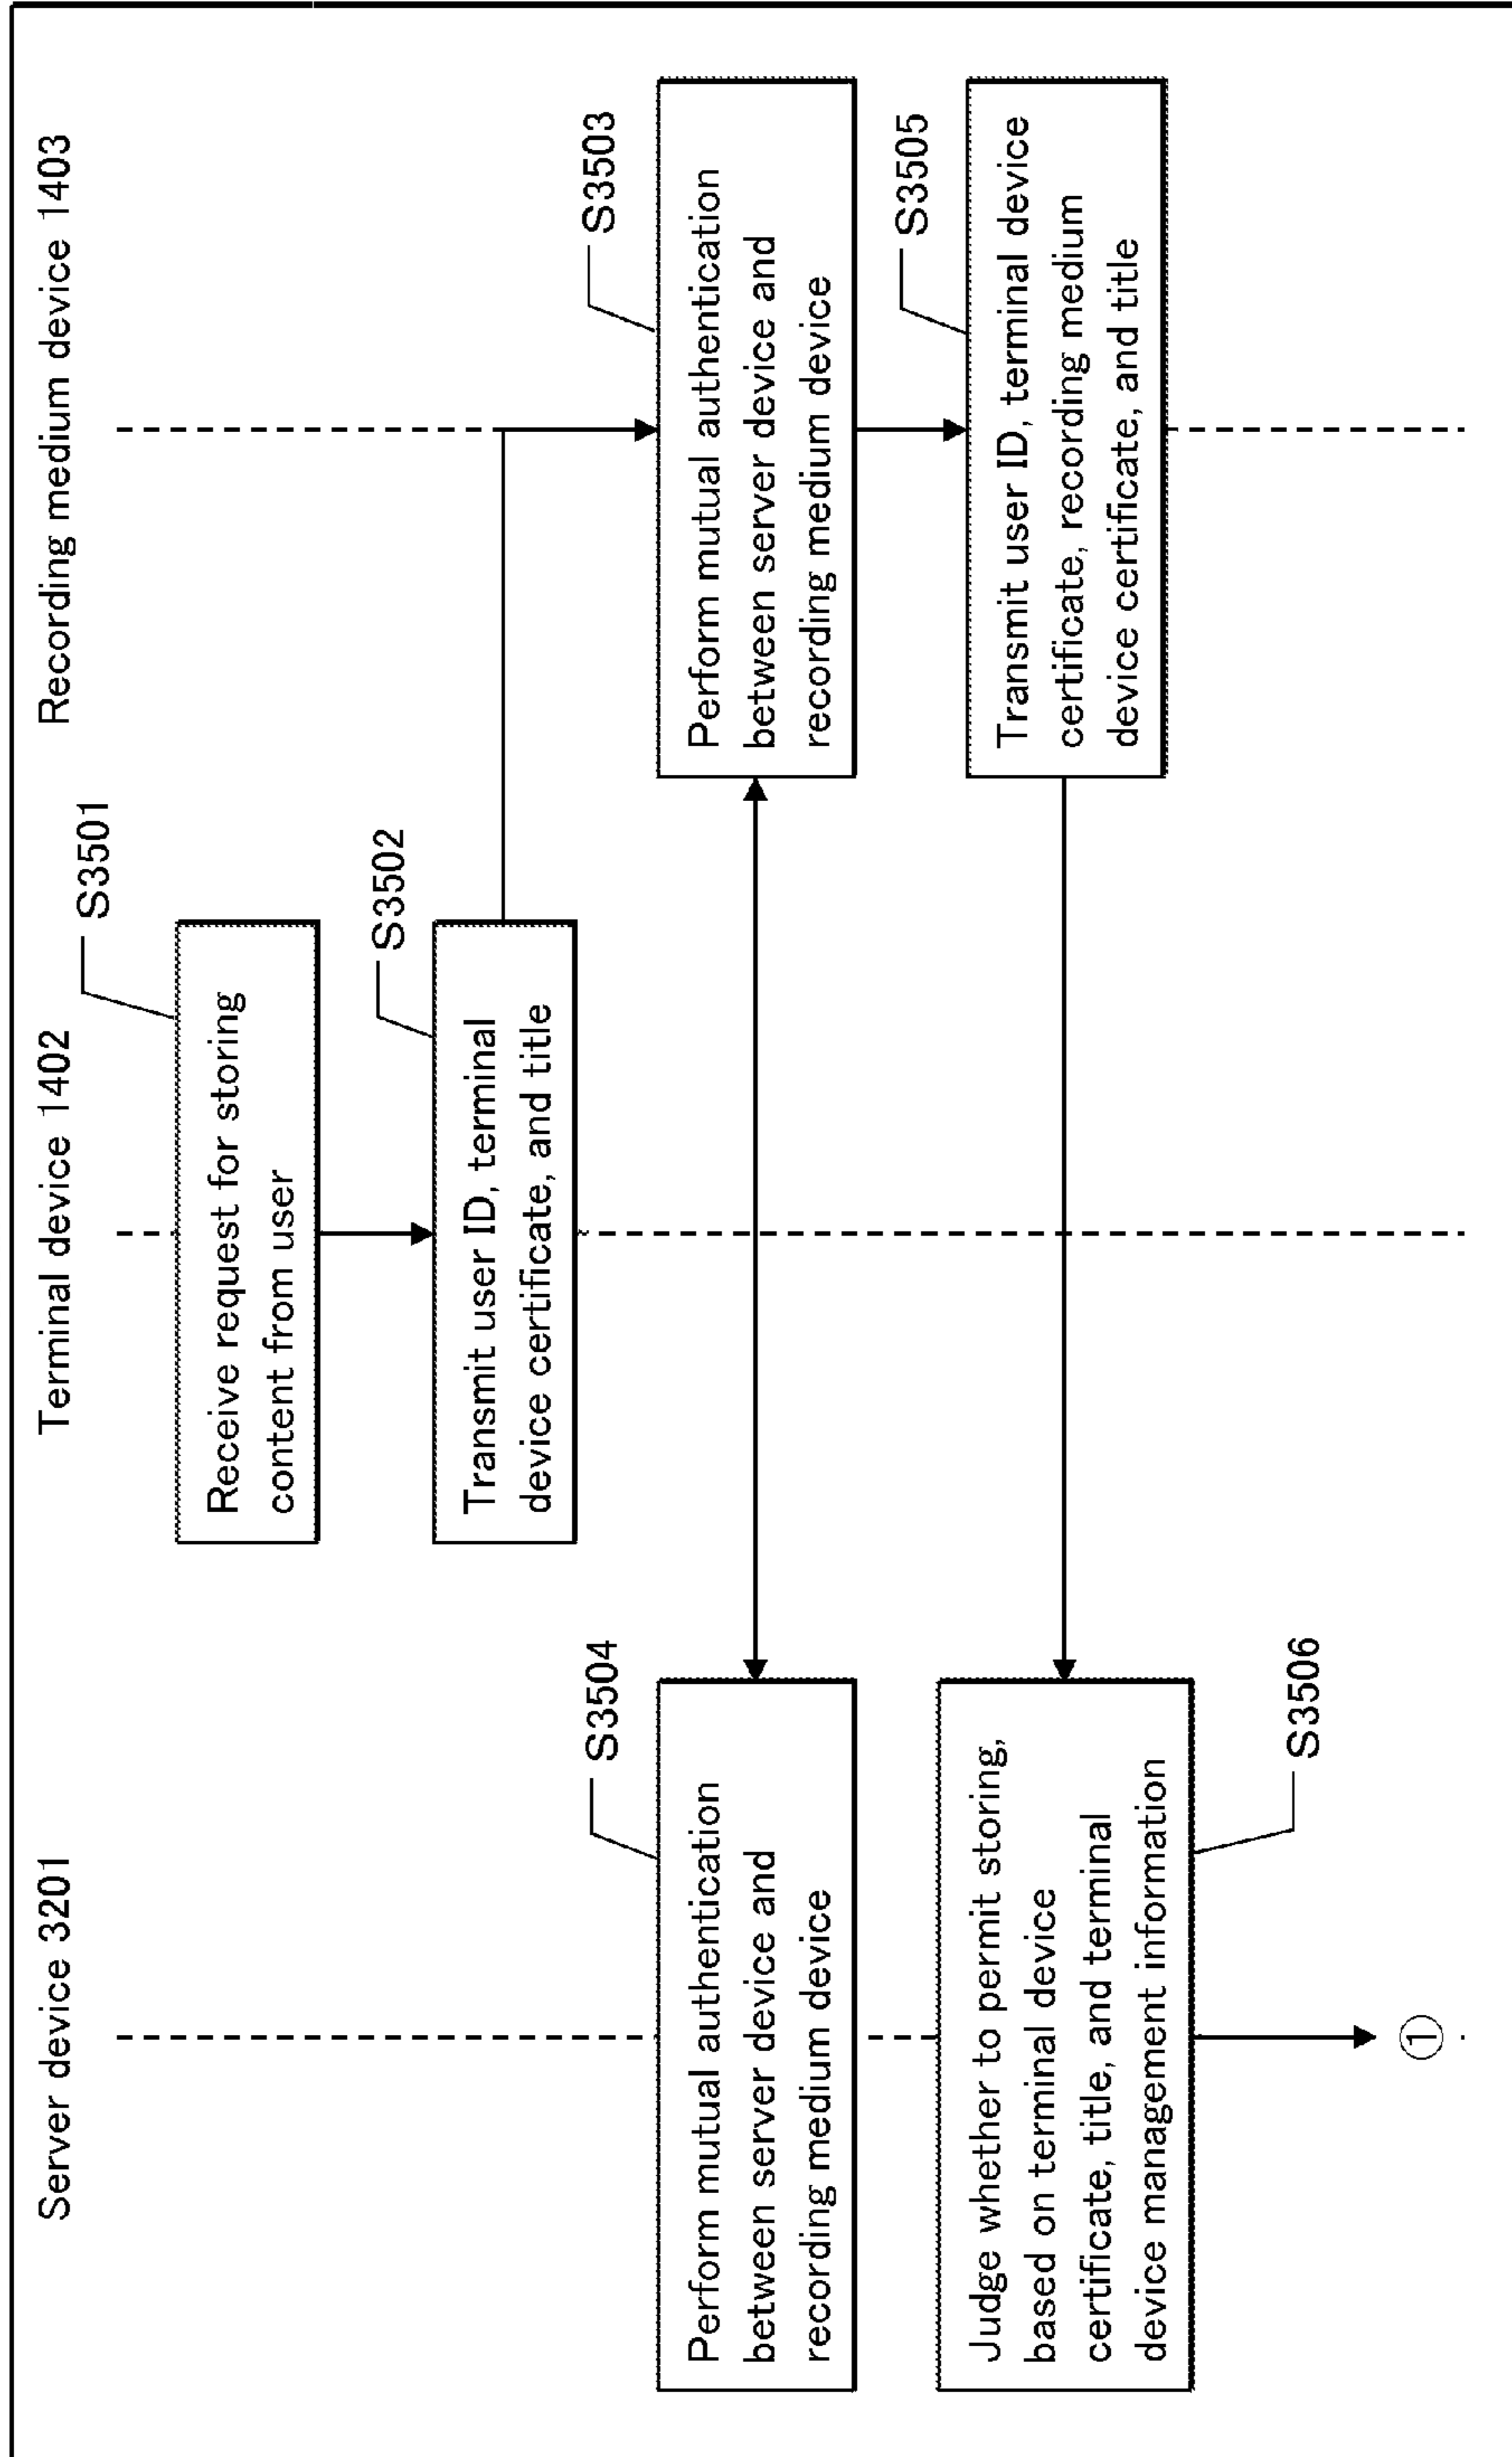 Server device 3201
Terminal device 1402
Recording medium device 1403
S3501
Receive request for storing
content from user
S3502
Transmit user ID, terminal
device certificate, and title
S3504
Perform mutual authentication
between server device and
recording medium device
S3503
Perform mutual authentication
between server device and
recording medium device
S3505
Transmit user ID, terminal device
certificate, recording medium
device certificate, and title
Judge whether to permit storing,
based on terminal device
certificate, title, and terminal
device management information
S3506
①